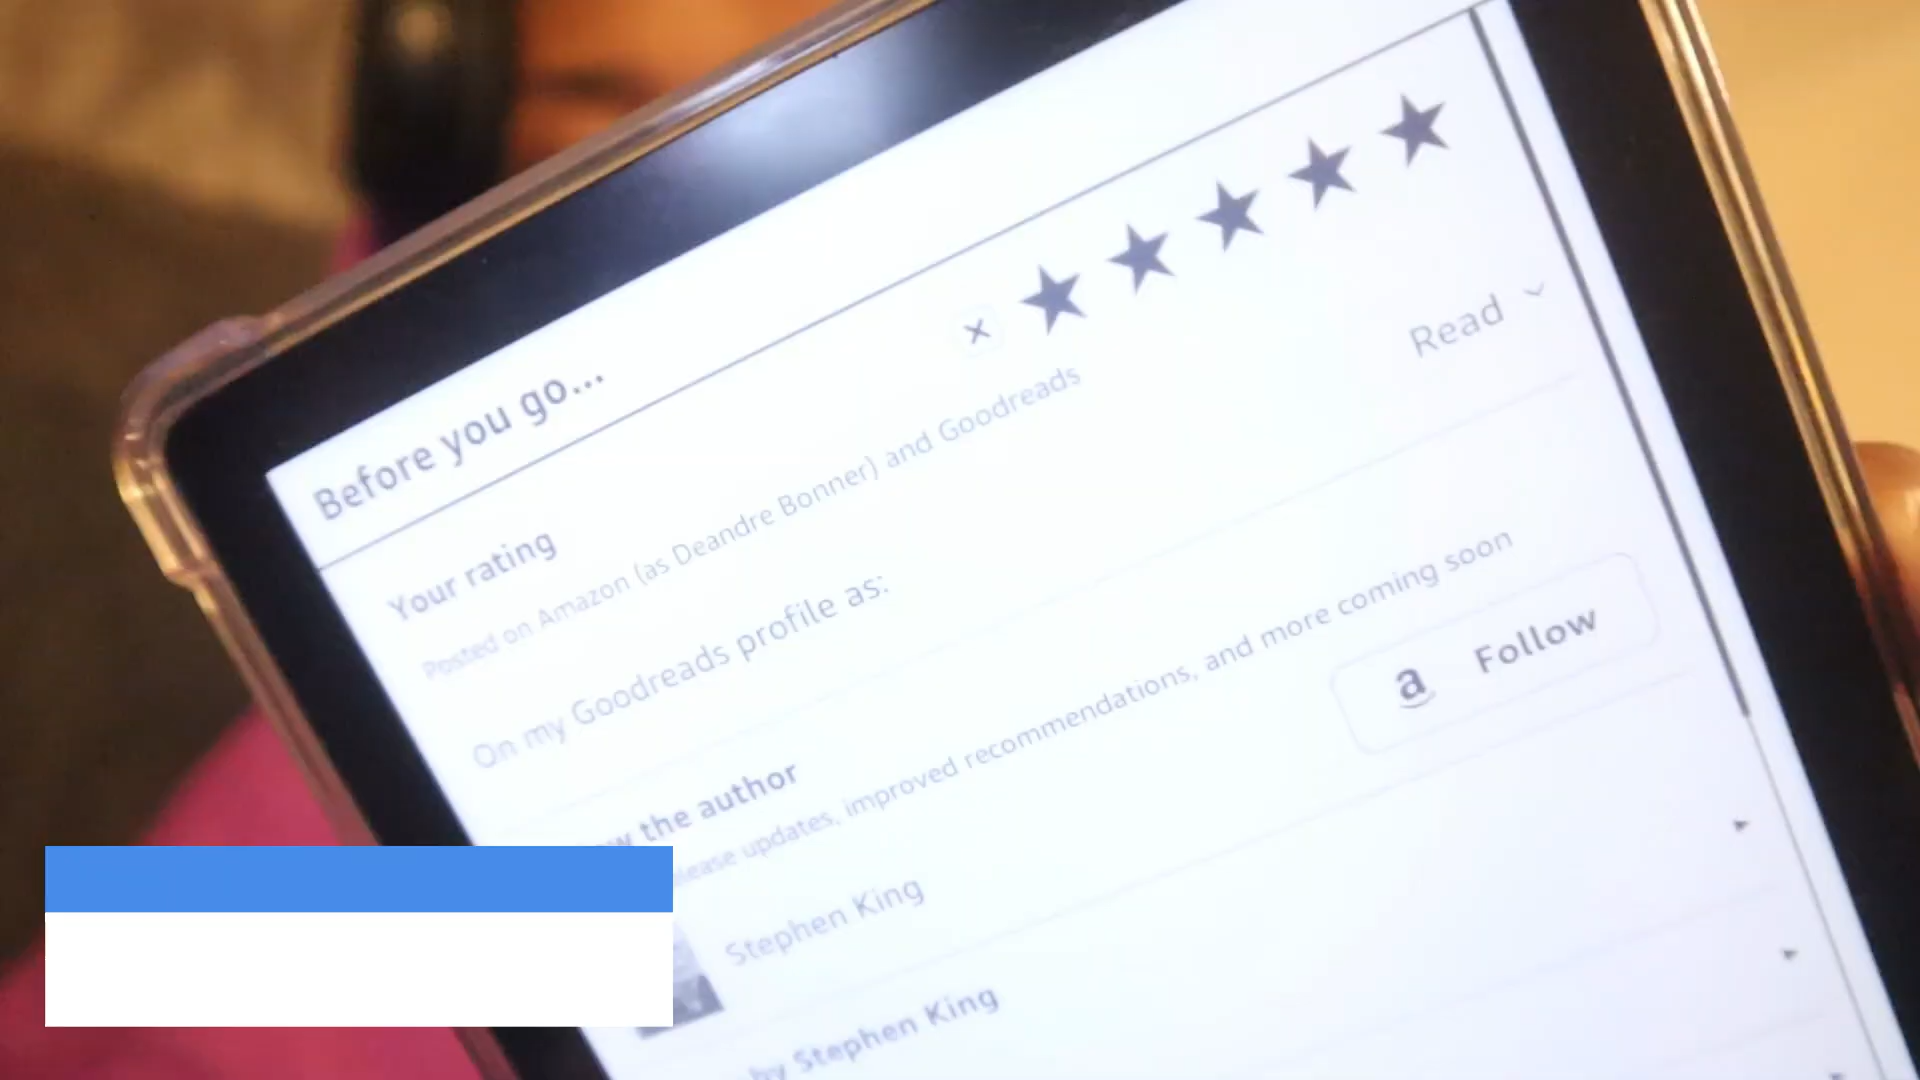 Before you go...
Your rating
Posted on Amazon (as Deandre Bonner) and Goodreads
On my Goodreads profile as:
Read
the author
updates, improved recommendations, and more coming soon
a Follow
Stephen King
by Stephen King